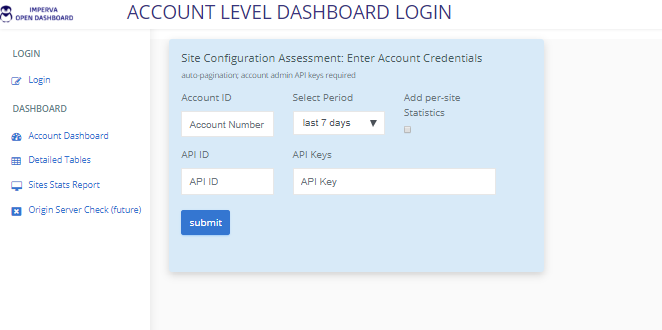 IMPERVA
OPEN DASHBOARD
ACCOUNT LEVEL DASHBOARD LOGIN
LOGIN
Login
DASHBOARD
Account Dashboard
Detailed Tables
Sites Stats Report
Origin Server Check (future)
Site Configuration Assessment: Enter Account Credentials
auto-pagination; account admin API keys required
Account ID
Select Period
Add per-site
Statistics
Account Number
last 7 days
API ID
API Keys
API ID
API Key
submit